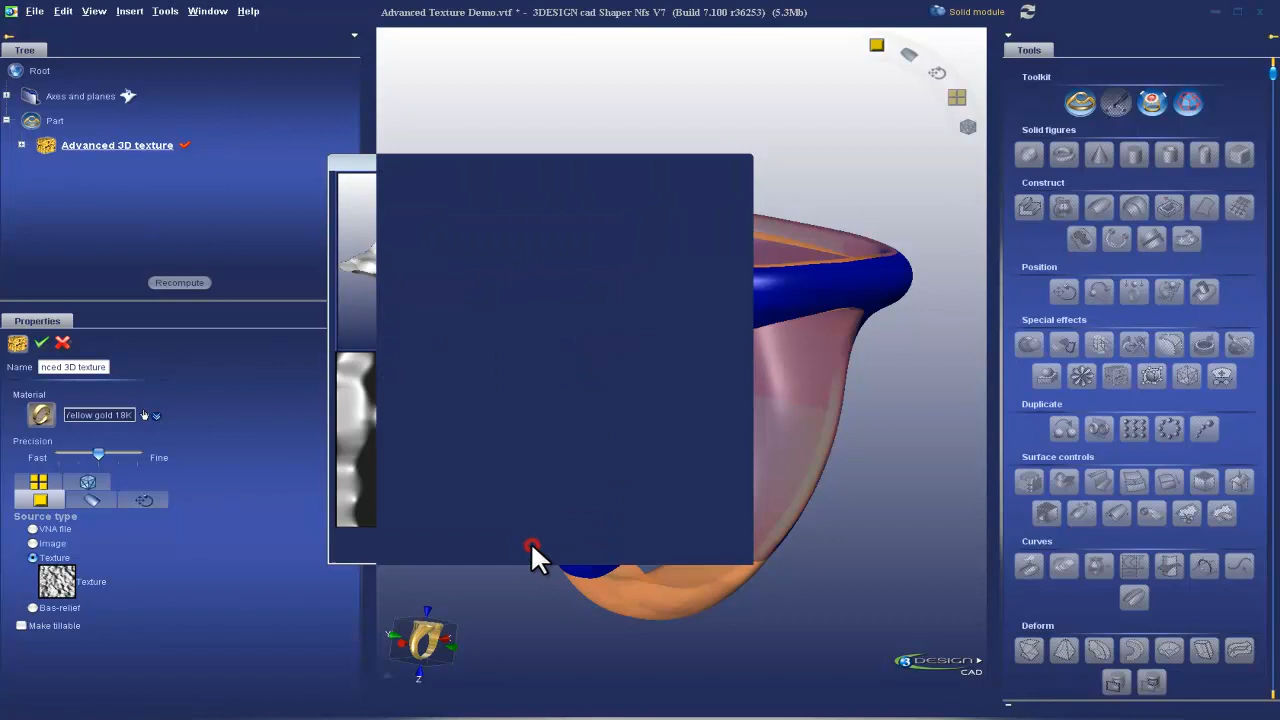 File Edit View Insert Tools Window Help
Advanced Texture Demo.vtf * - 3DESIGN cad Shaper Nfs V7 (Build 7.100 r36253) (5.3Mb)
Solid module
Tree
Root
Axes and planes
Part
Advanced 3D texture
Recompute
Properties
Name nced 3D texture
Material
Yellow gold 18K
Precision
Fast Fine
Source type
VNA file
Image
Texture
Texture
Bas-relief
Make tillable
Z
3DESIGN
CAD
Tools
Toolkit
Solid figures
Construct
Position
Special effects
Duplicate
Surface controls
Curves
Deform